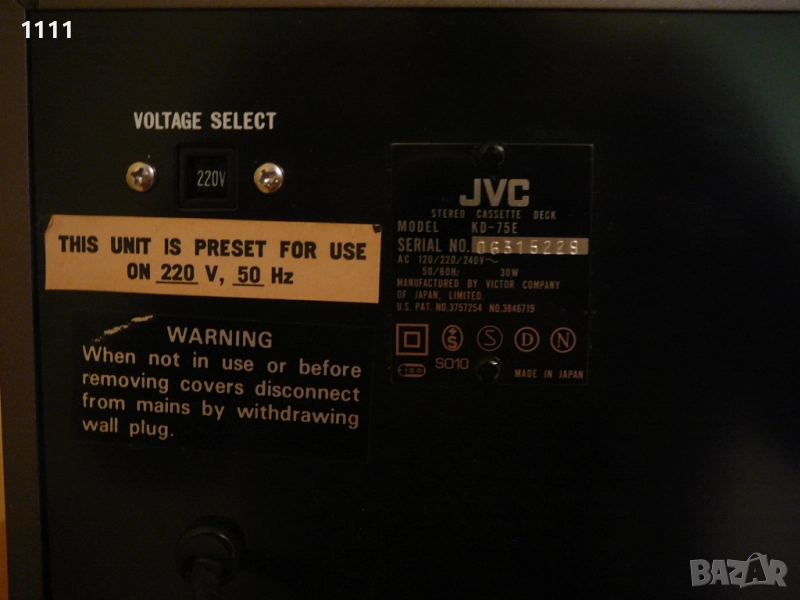 1111
VOLTAGE SELECT
220V
THIS UNIT IS PRESET FOR USE
ON 220 V, 50 Hz
WARNING
When not in use or before
removing covers disconnect
from mains by withdrawing
wall plug.
JVC
STEREO CASSETTE DECK
MODEL KD-75E
SERIAL NO. 06315229
AC 120/220/240V~
50/60Hz 30W
MANUFACTURED BY VICTOR COMPANY
OF JAPAN, LIMITED.
U.S. PAT. NO.3757254 NO.3846719
S D N
SO10
MADE IN JAPAN
BAZAR